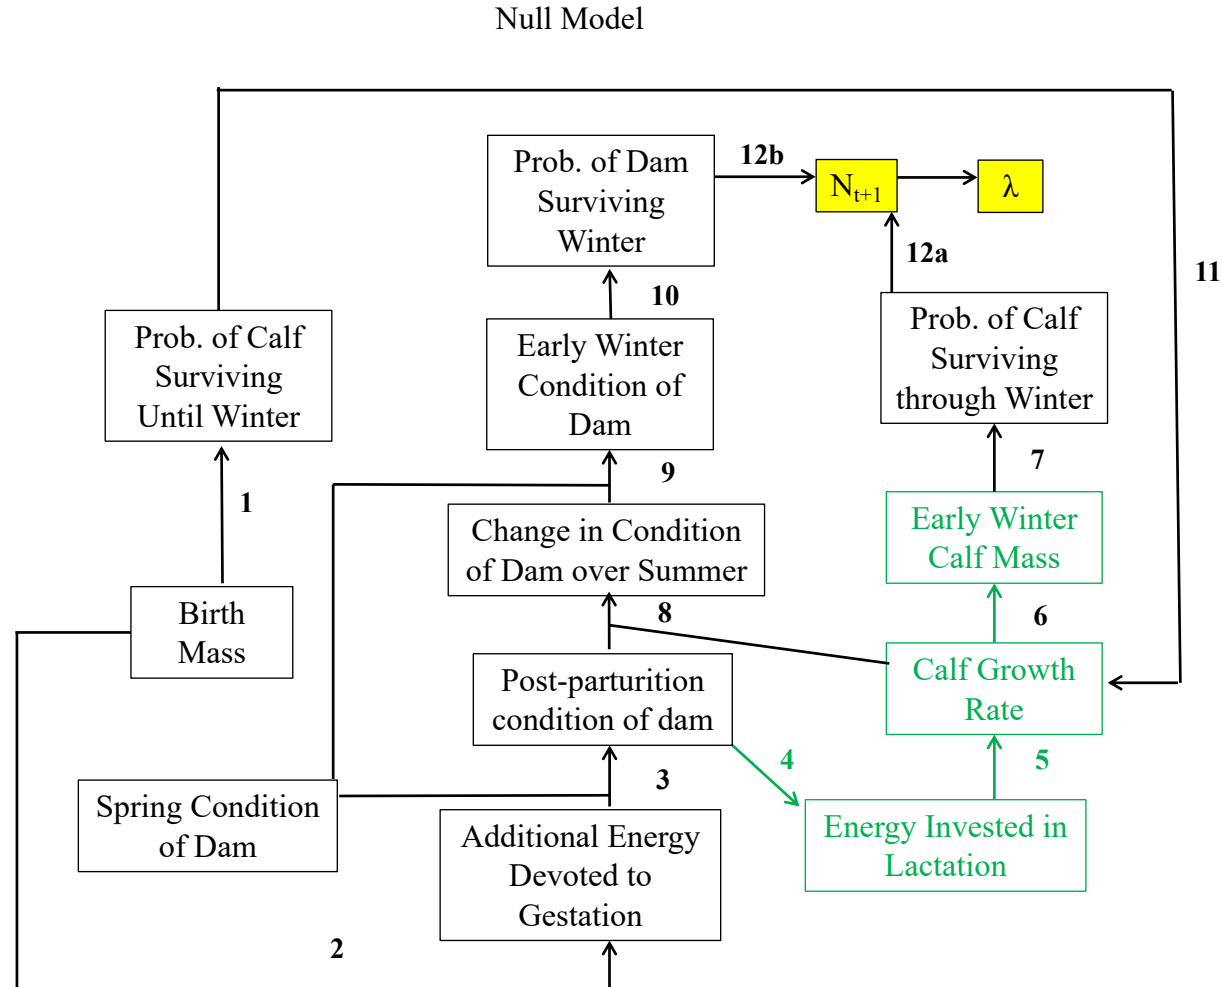 Null Model
Prob. of Dam
Surviving
Winter
12b
N_{t+1}
λ
12a
11
10
Prob. of Calf
Surviving
Until Winter
Early Winter
Condition of
Dam
Prob. of Calf
Surviving
through Winter
9
7
1
Change in Condition
of Dam over Summer
Early Winter
Calf Mass
8
6
Birth
Mass
Post-parturition
condition of dam
Calf Growth
Rate
3
4
5
Spring Condition
of Dam
Additional Energy
Devoted to
Gestation
Energy Invested in
Lactation
2